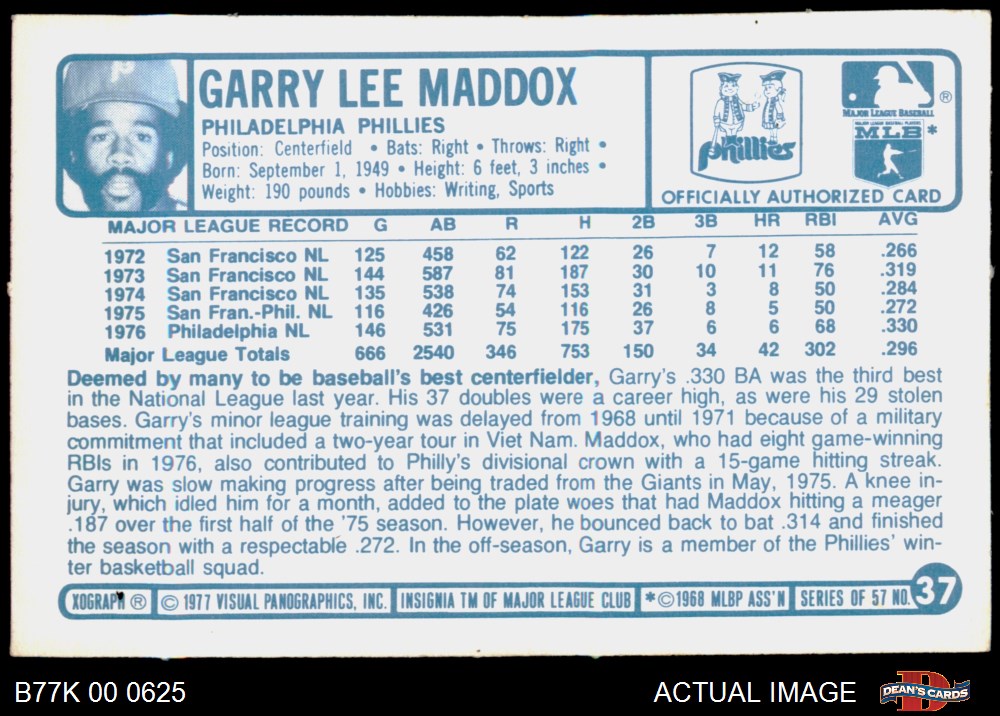 P
GARRY LEE MADDOX
PHILADELPHIA PHILLIES
Position: Centerfield • Bats: Right • Throws: Right •
Born: September 1, 1949 • Height: 6 feet, 3 inches •
Weight: 190 pounds • Hobbies: Writing, Sports
phillies
MAJOR LEAGUE BASEBALL ®
MAJOR LEAGUE BASEBALL PLAYERS
MLB *
OFFICIALLY AUTHORIZED CARD
MAJOR LEAGUE RECORD G AB R H 2B 3B HR RBI AVG
1972 San Francisco NL 125 458 62 122 26 7 12 58 .266
1973 San Francisco NL 144 587 81 187 30 10 11 76 .319
1974 San Francisco NL 135 538 74 153 31 3 8 50 .284
1975 San Fran.-Phil. NL 116 426 54 116 26 8 5 50 .272
1976 Philadelphia NL 146 531 75 175 37 6 6 68 .330
Major League Totals 666 2540 346 753 150 34 42 302 .296
Deemed by many to be baseball's best centerfielder, Garry's .330 BA was the third best
in the National League last year. His 37 doubles were a career high, as were his 29 stolen
bases. Garry's minor league training was delayed from 1968 until 1971 because of a military
commitment that included a two-year tour in Viet Nam. Maddox, who had eight game-winning
RBIs in 1976, also contributed to Philly's divisional crown with a 15-game hitting streak.
Garry was slow making progress after being traded from the Giants in May, 1975. A knee in-
jury, which idled him for a month, added to the plate woes that had Maddox hitting a meager
.187 over the first half of the '75 season. However, he bounced back to bat .314 and finished
the season with a respectable .272. In the off-season, Garry is a member of the Phillies' win-
ter basketball squad.
XOGRAPH ® © 1977 VISUAL PANOGRAPHICS, INC. INSIGNIA TM OF MAJOR LEAGUE CLUB *©1968 MLBP ASS'N SERIES OF 57 NO. 37
B77K 00 0625 ACTUAL IMAGE DEAN'S CARDS